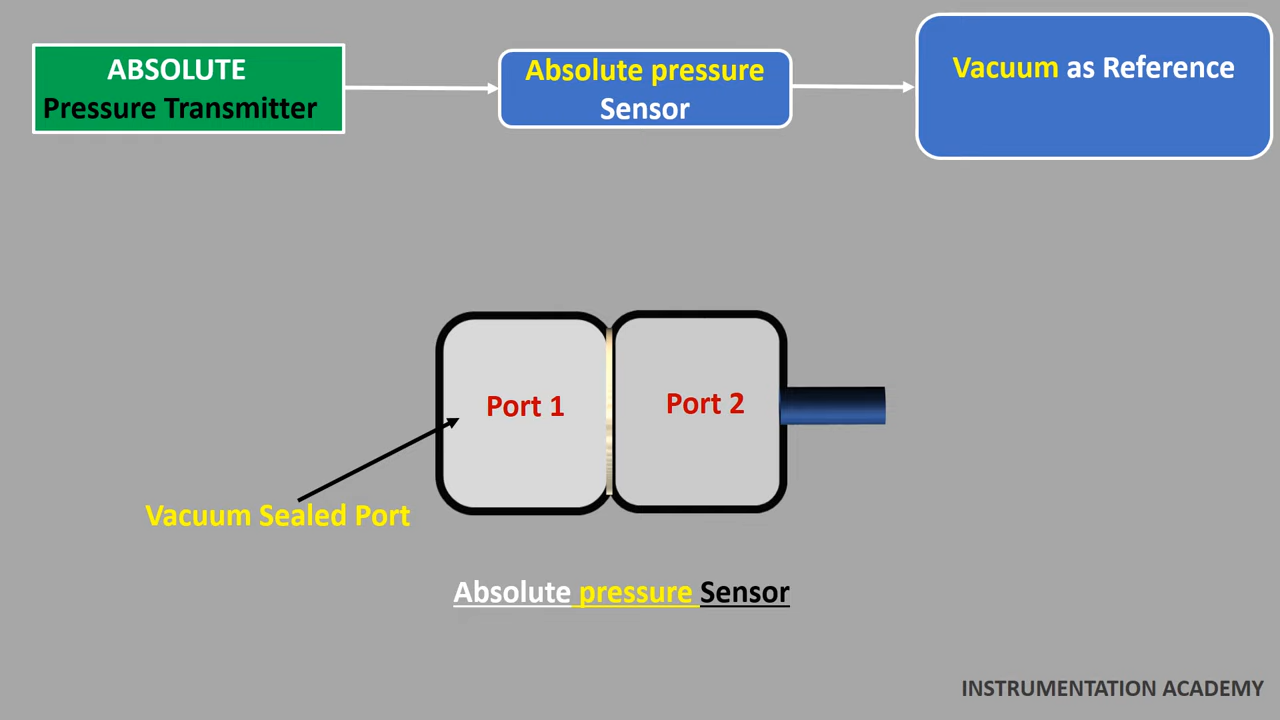 ABSOLUTE
Pressure Transmitter
Absolute pressure
Sensor
Vacuum as Reference
Port 1
Port 2
Vacuum Sealed Port
Absolute pressure Sensor
INSTRUMENTATION ACADEMY